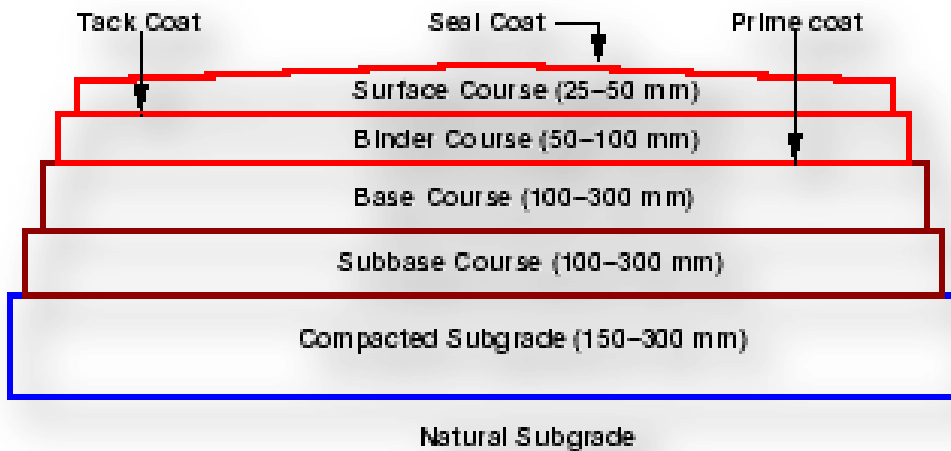 Tack Coat Seal Coat Prime coat
Surface Course (25–50 mm)
Binder Course (50–100 mm)
Base Course (100–300 mm)
Subbase Course (100–300 mm)
Compacted Subgrade (150–300 mm)
Natural Subgrade